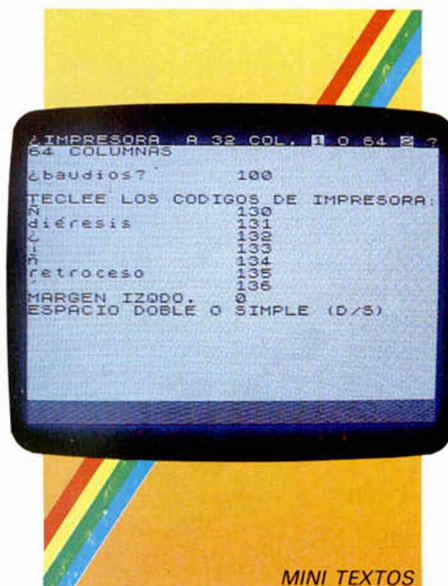 ¿IMPRESORA A 32 COL. 1 O 64 2 ?
64 COLUMNAS
¿baudios? 100
TECLEE LOS CODIGOS DE IMPRESORA:
Ñ 130
diéresis 131
¿ 132
¡ 133
ñ 134
retroceso 135
´ 136
MARGEN IZQDO. 0
ESPACIO DOBLE O SIMPLE (D/S)
MINI TEXTOS